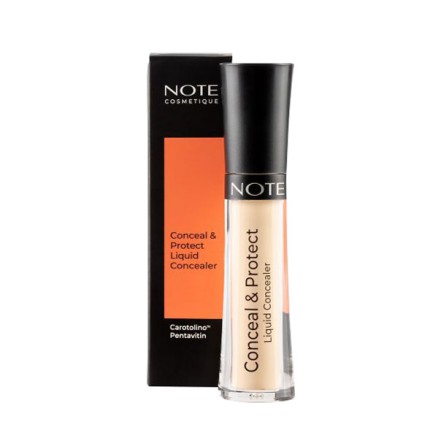 NOTE
COSMETIQUE
Conceal &
Protect
Liquid
Concealer
Carotolino™
Pentavitin
NOTE
Conceal & Protect
Liquid Concealer